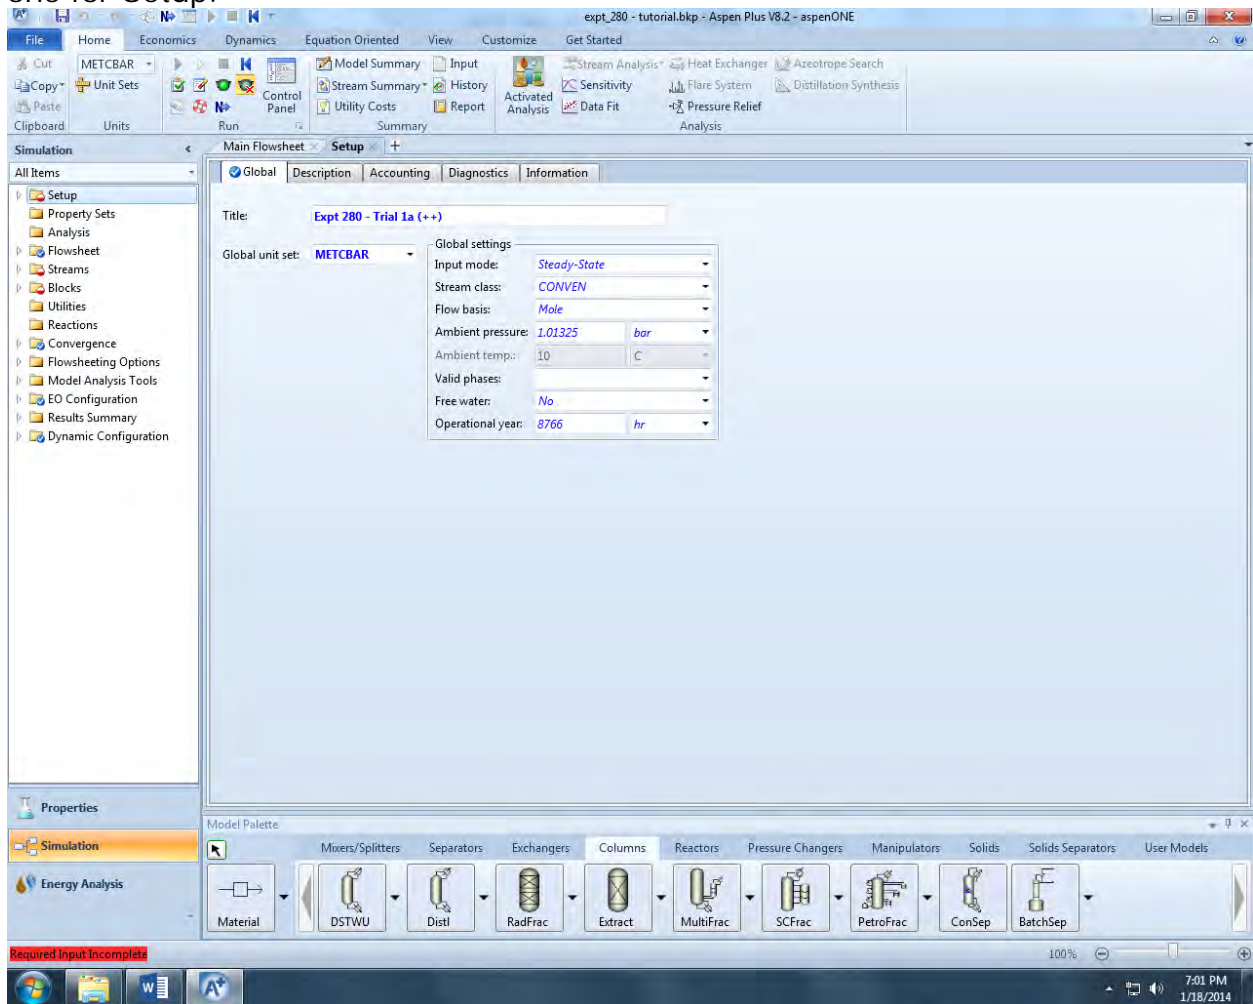 one for Setup.
expt_280 - tutorial.bkp - Aspen Plus V8.2 - aspenONE
File Home Economics Dynamics Equation Oriented View Customize Get Started
Cut METCBAR Model Summary Input Stream Analysis Heat Exchanger Azeotrope Search
Copy Unit Sets Stream Summary History Sensitivity Flare System Distillation Synthesis
Paste N Control Panel Utility Costs Report Activated Analysis Data Fit Pressure Relief
Clipboard Units Run Summary Analysis
Simulation Main Flowsheet Setup +
All Items Global Description Accounting Diagnostics Information
Setup
Property Sets
Analysis
Flowsheet
Streams
Blocks
Utilities
Reactions
Convergence
Flowsheeting Options
Model Analysis Tools
EO Configuration
Results Summary
Dynamic Configuration
Title: Expt 280 - Trial 1a (++)
Global unit set: METCBAR
Global settings
Input mode: Steady-State
Stream class: CONVEN
Flow basis: Mole
Ambient pressure: 1.01325 bar
Ambient temp.: 10 C
Valid phases:
Free water: No
Operational year: 8766 hr
Properties
Simulation
Energy Analysis
Model Palette
Mixers/Splitters Separators Exchangers Columns Reactors Pressure Changers Manipulators Solids Solids Separators User Models
Material DSTWU Distl RadFrac Extract MultiFrac SCFrac PetroFrac ConSep BatchSep
Required Input Incomplete 100%
7:01 PM
1/18/2014